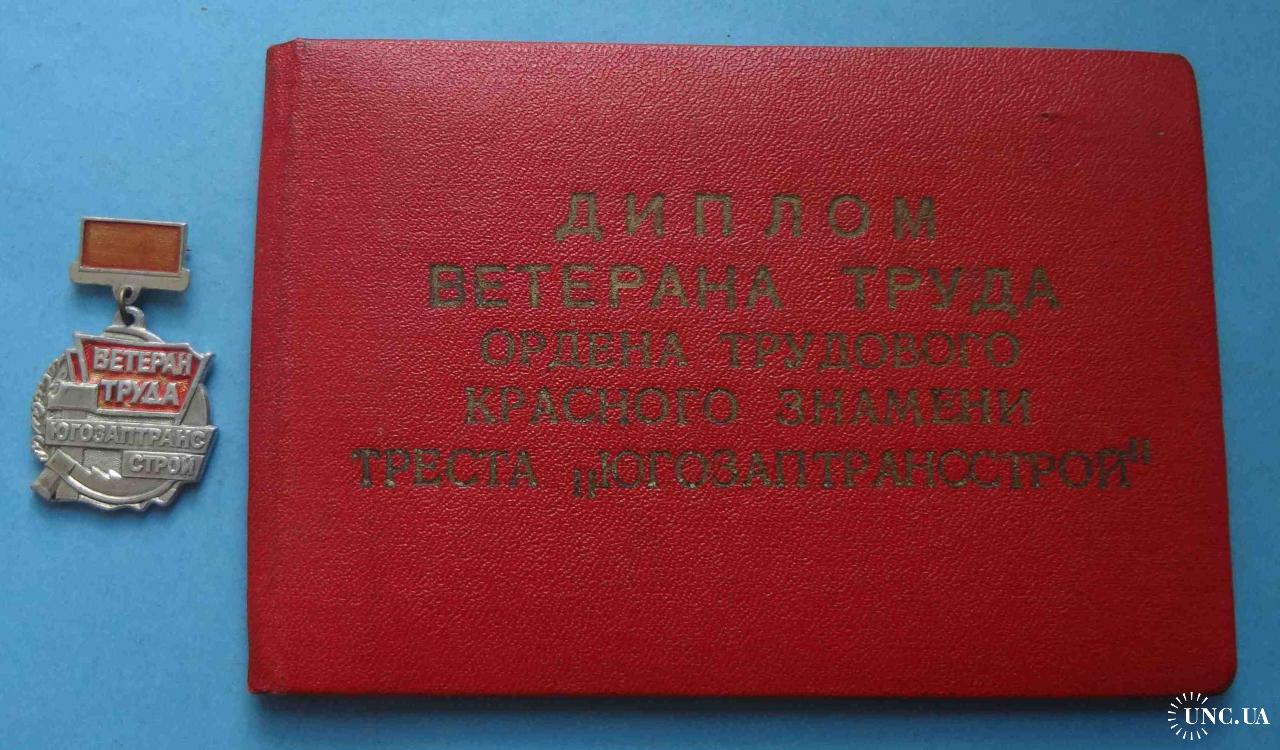 ВЕТЕРАН
ТРУДА
ЮГОЗАПТРАНС
СТРОЙ
ДИПЛОМ
ВЕТЕРАНА ТРУДА
ОРДЕНА ТРУДОВОГО
КРАСНОГО ЗНАМЕНИ
ТРЕСТА „ЮГОЗАПТРАНССТРОЙ"
UNC.UA